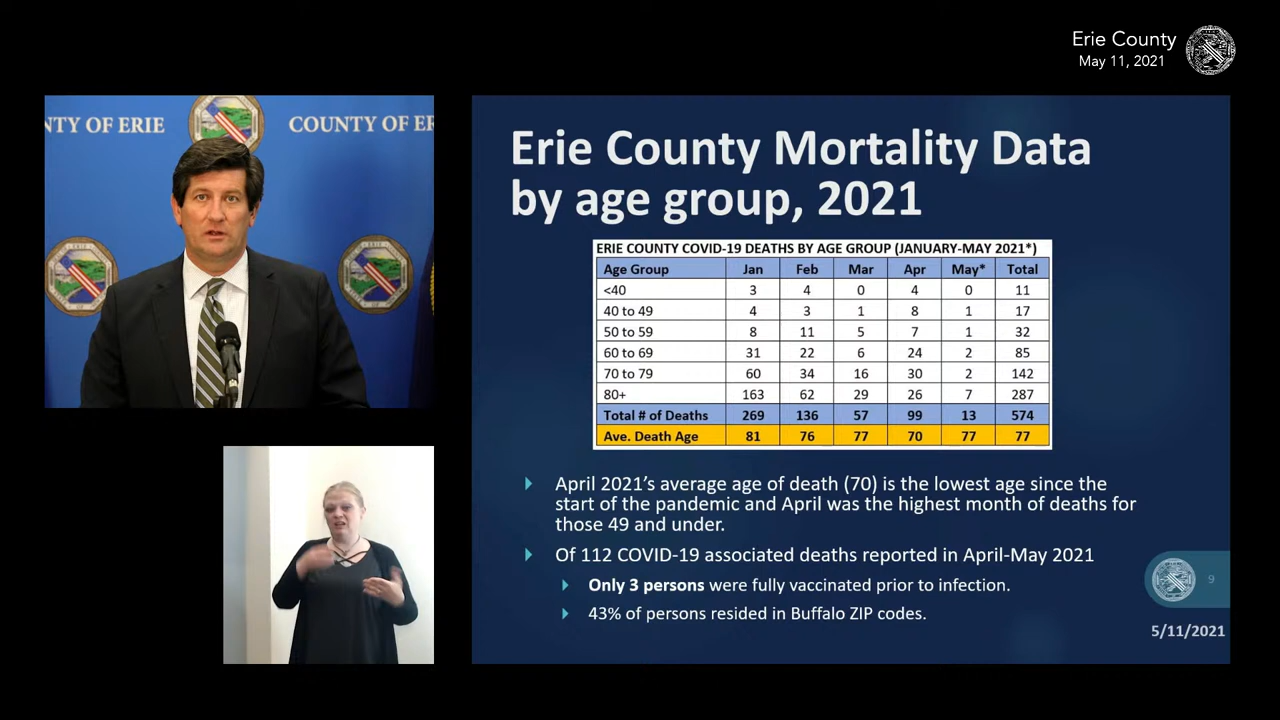 Erie County
May 11, 2021
NTY OF ERIE
COUNTY OF ER
Erie County Mortality Data
by age group, 2021
ERIE COUNTY COVID-19 DEATHS BY AGE GROUP (JANUARY-MAY 2021*)
Age Group Jan Feb Mar Apr May* Total
<40 3 4 0 4 0 11
40 to 49 4 3 1 8 1 17
50 to 59 8 11 5 7 1 32
60 to 69 31 22 6 24 2 85
70 to 79 60 34 16 30 2 142
80+ 163 62 29 26 7 287
Total # of Deaths 269 136 57 99 13 574
Ave. Death Age 81 76 77 70 77 77
April 2021's average age of death (70) is the lowest age since the
start of the pandemic and April was the highest month of deaths for
those 49 and under.
Of 112 COVID-19 associated deaths reported in April-May 2021
Only 3 persons were fully vaccinated prior to infection.
43% of persons resided in Buffalo ZIP codes.
9
5/11/2021